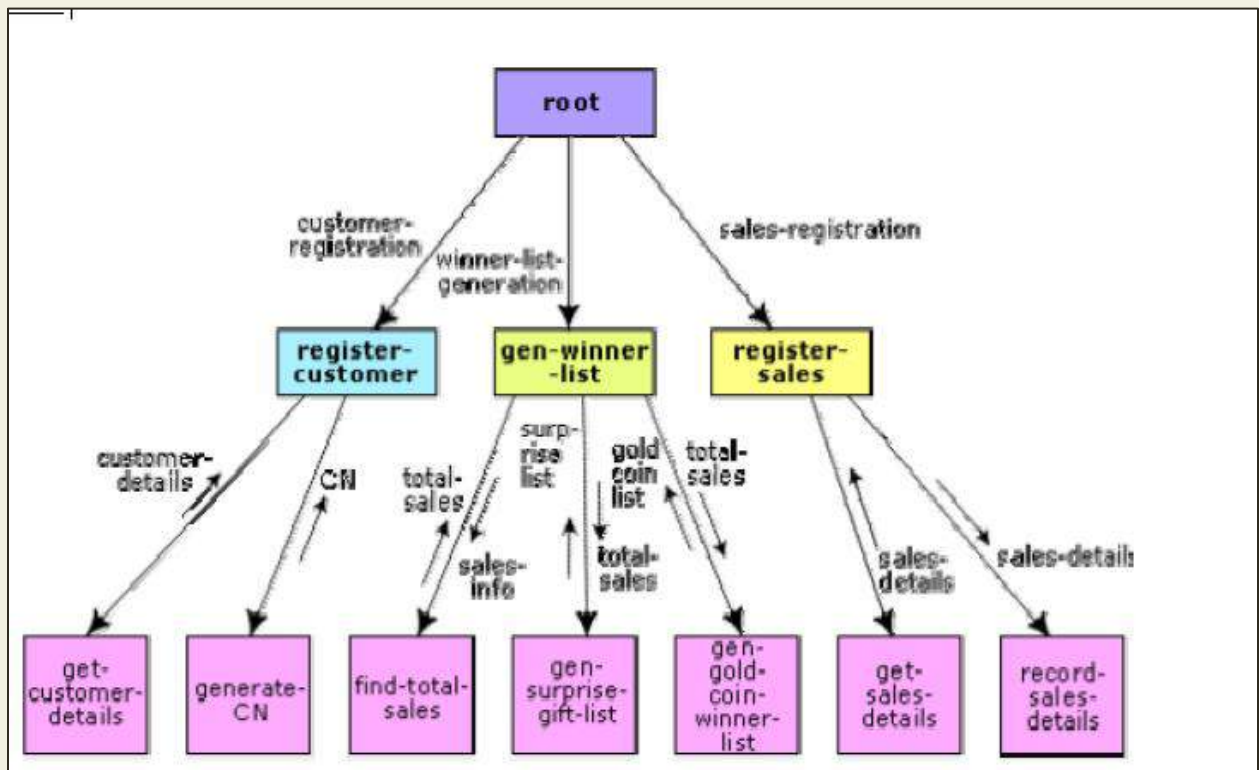 root
customer-
registration
winner-list-
generation
sales-registration
register-
customer
gen-winner
-list
register-
sales
customer-
details
CN
total-
sales
sales-
info
surp-
rise
list
total-
sales
gold
coin
list
total-
sales
sales-
details
sales-details
get-
customer-
details
generate-
CN
find-total-
sales
gen-
surprise-
gift-list
gen-
gold-
coin-
winner-
list
get-
sales-
details
record-
sales-
details